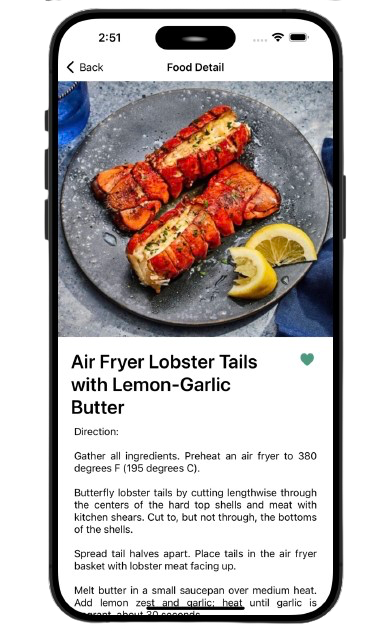 2:51
Back
Food Detail
Air Fryer Lobster Tails
with Lemon-Garlic
Butter
Direction:
Gather all ingredients. Preheat an air fryer to 380
degrees F (195 degrees C).
Butterfly lobster tails by cutting lengthwise through
the centers of the hard top shells and meat with
kitchen shears. Cut to, but not through, the bottoms
of the shells.
Spread tail halves apart. Place tails in the air fryer
basket with lobster meat facing up.
Melt butter in a small saucepan over medium heat.
Add lemon zest and garlic; heat until garlic is
about 30 seconds.